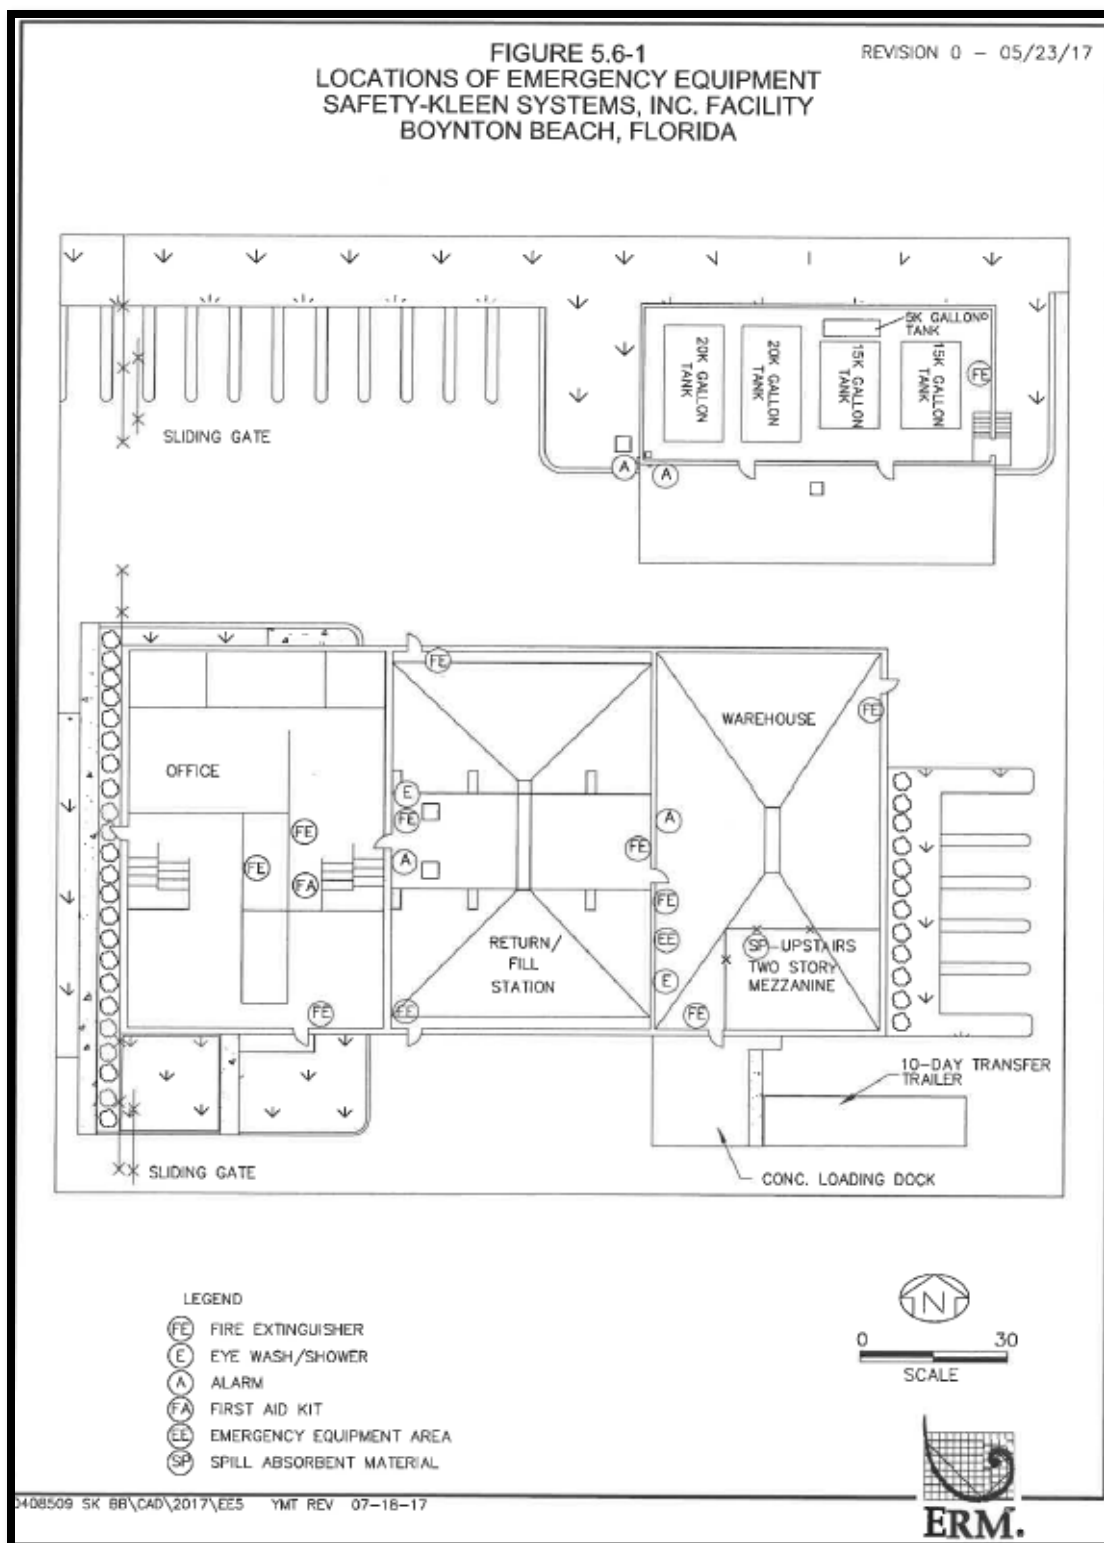 FIGURE 5.6-1
LOCATIONS OF EMERGENCY EQUIPMENT
SAFETY-KLEEN SYSTEMS, INC. FACILITY
BOYNTON BEACH, FLORIDA
REVISION 0 - 05/23/17
5K GALLON
TANK
20K GALLON
TANK
20K GALLON
TANK
15K GALLON
TANK
15K GALLON
TANK
FE
SLIDING GATE
A
A
FE
WAREHOUSE
FE
OFFICE
E
FE
FE
A
FE
A
FE
FA
FE
RETURN/
FILL
STATION
EE
SP-UPSTAIRS
TWO STORY
MEZZANINE
E
FE
FE
FE
10-DAY TRANSFER
TRAILER
SLIDING GATE
CONC. LOADING DOCK
LEGEND
FE FIRE EXTINGUISHER
E EYE WASH/SHOWER
A ALARM
FA FIRST AID KIT
EE EMERGENCY EQUIPMENT AREA
SP SPILL ABSORBENT MATERIAL
N
0 30
SCALE
0408509 SK BB\CAD\2017\EE5 YMT REV 07-18-17
ERM.